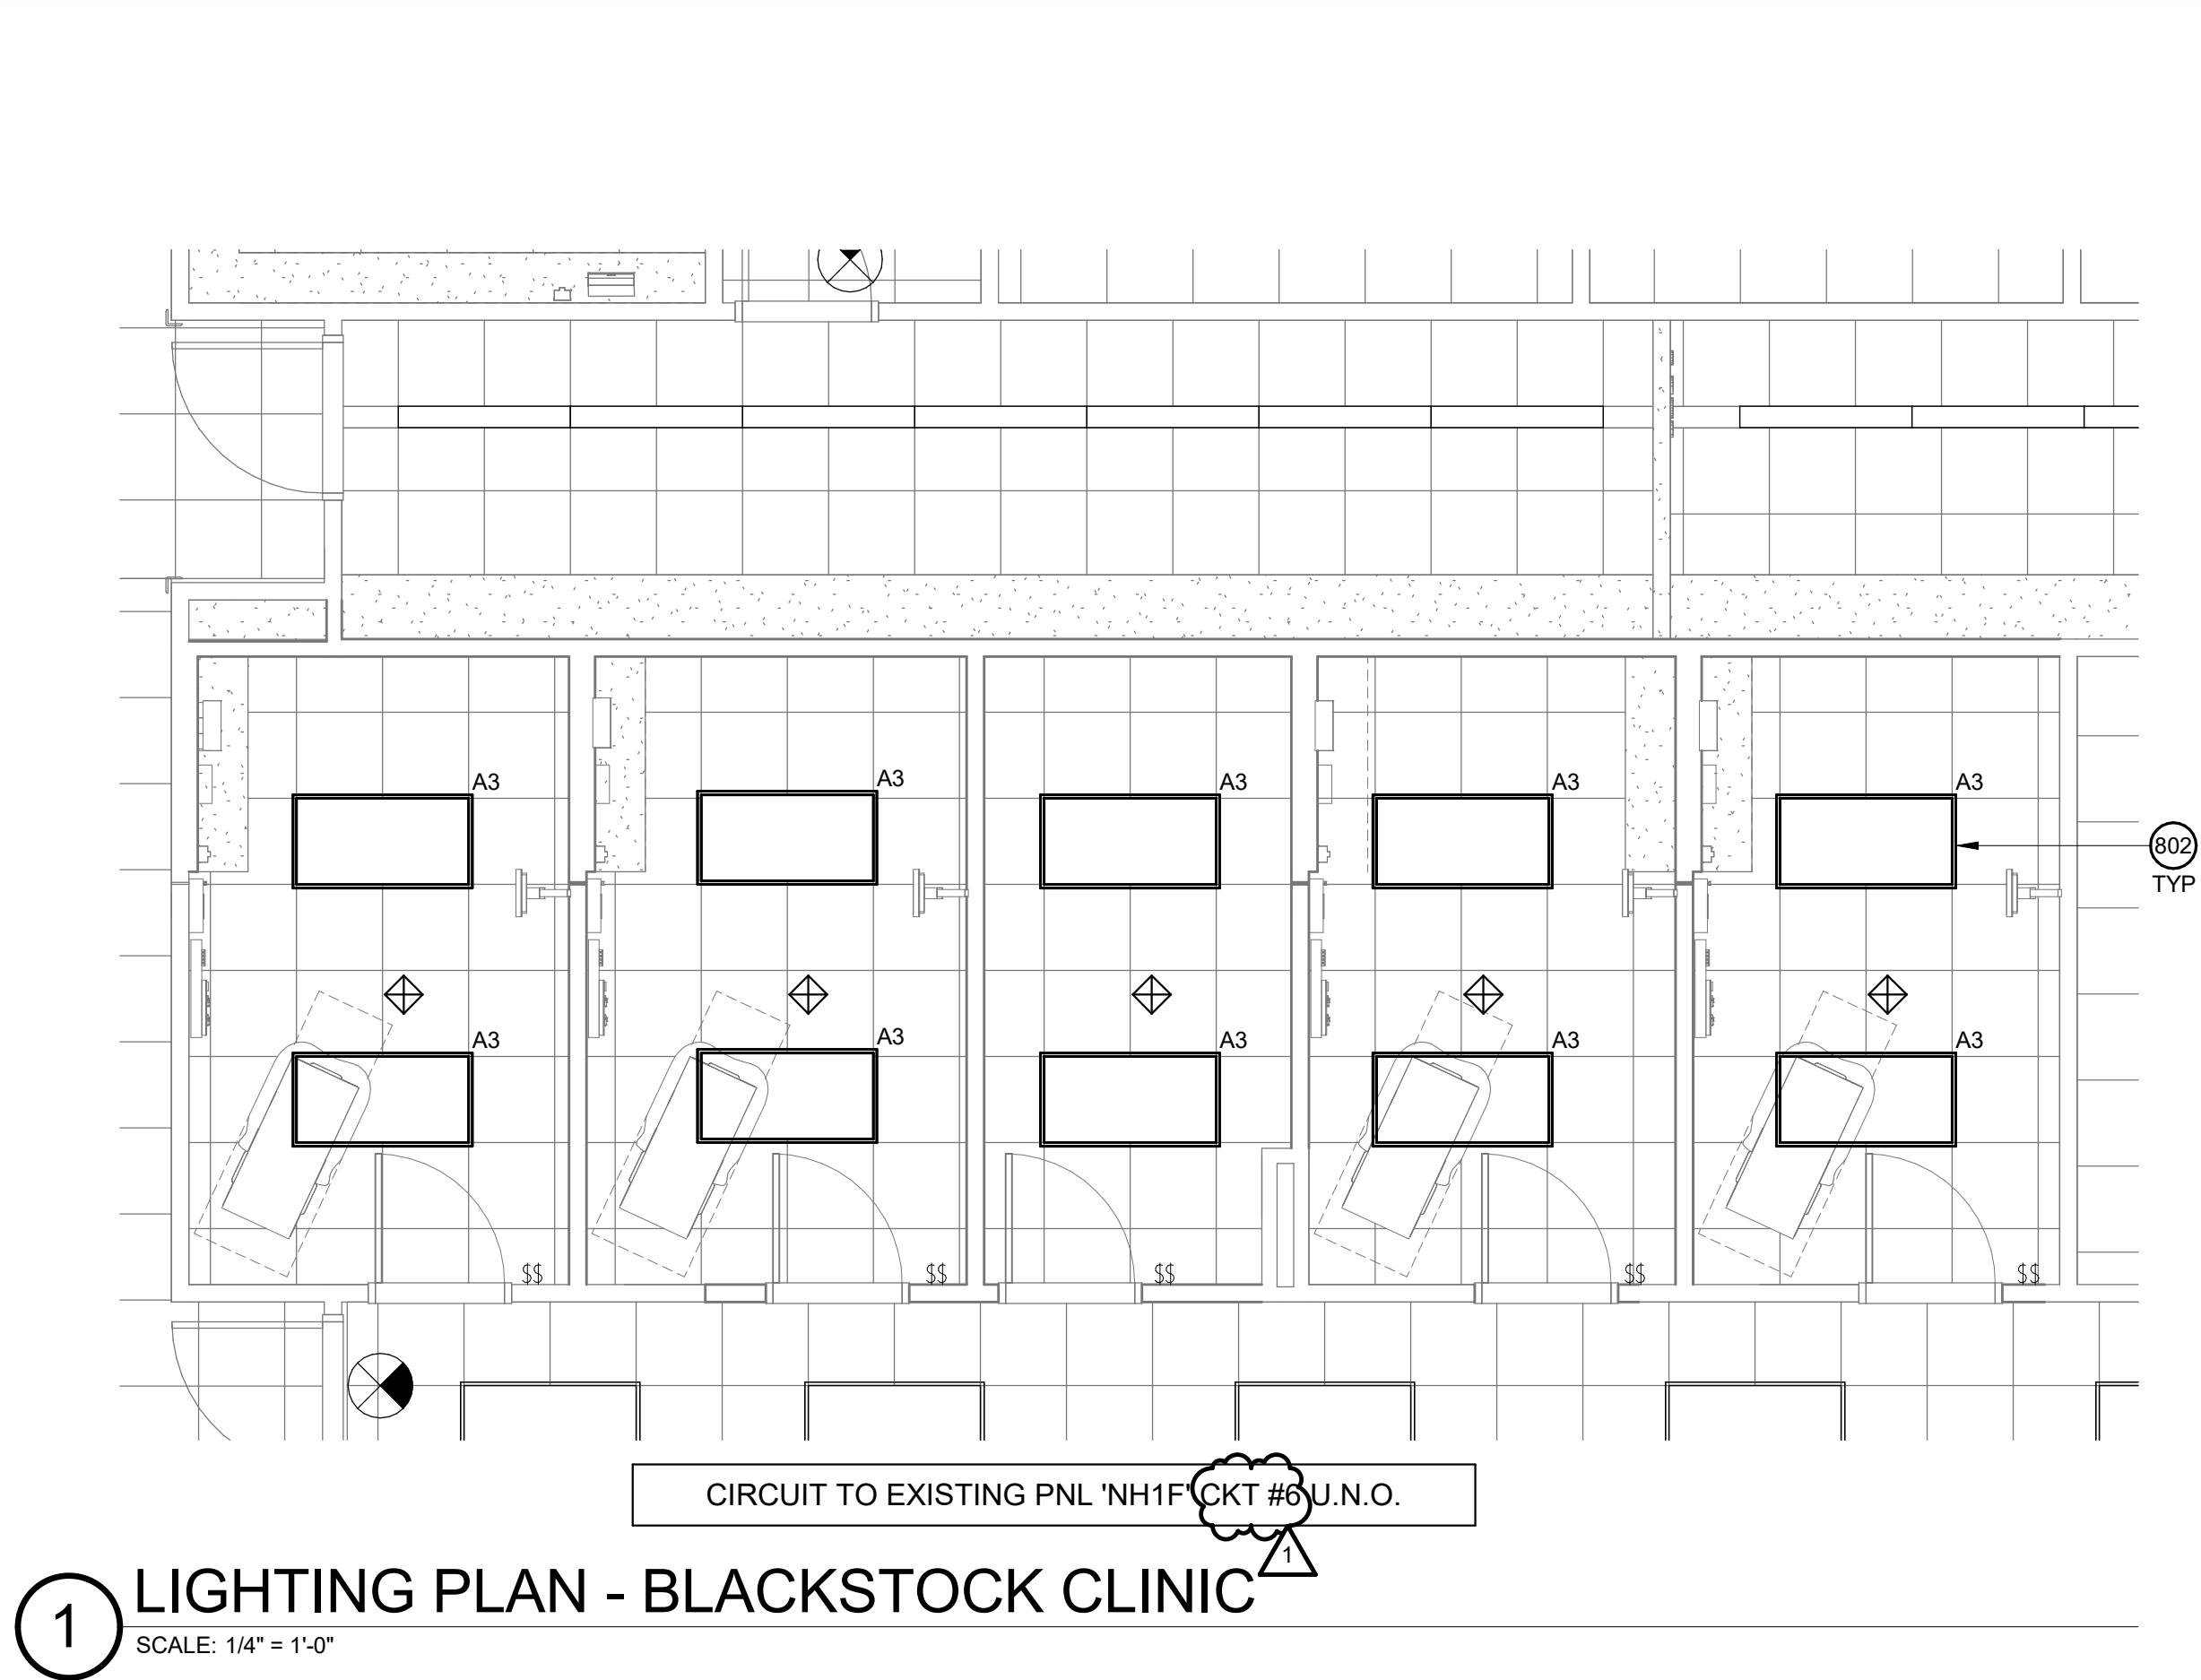 A3 A3 A3 A3 A3
802
TYP
A3 A3 A3 A3 A3
$$ $$ $$ $$ $$
CIRCUIT TO EXISTING PNL 'NH1F' CKT #6 U.N.O.
1
1 LIGHTING PLAN - BLACKSTOCK CLINIC
SCALE: 1/4" = 1'-0"